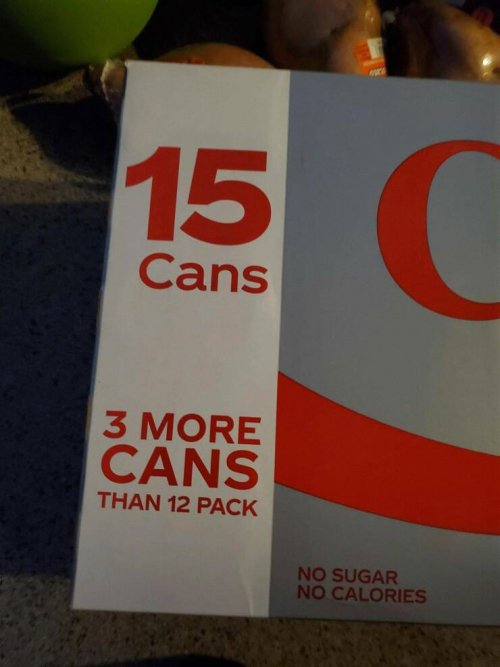 15
Cans
3 MORE
CANS
THAN 12 PACK
NO SUGAR
NO CALORIES